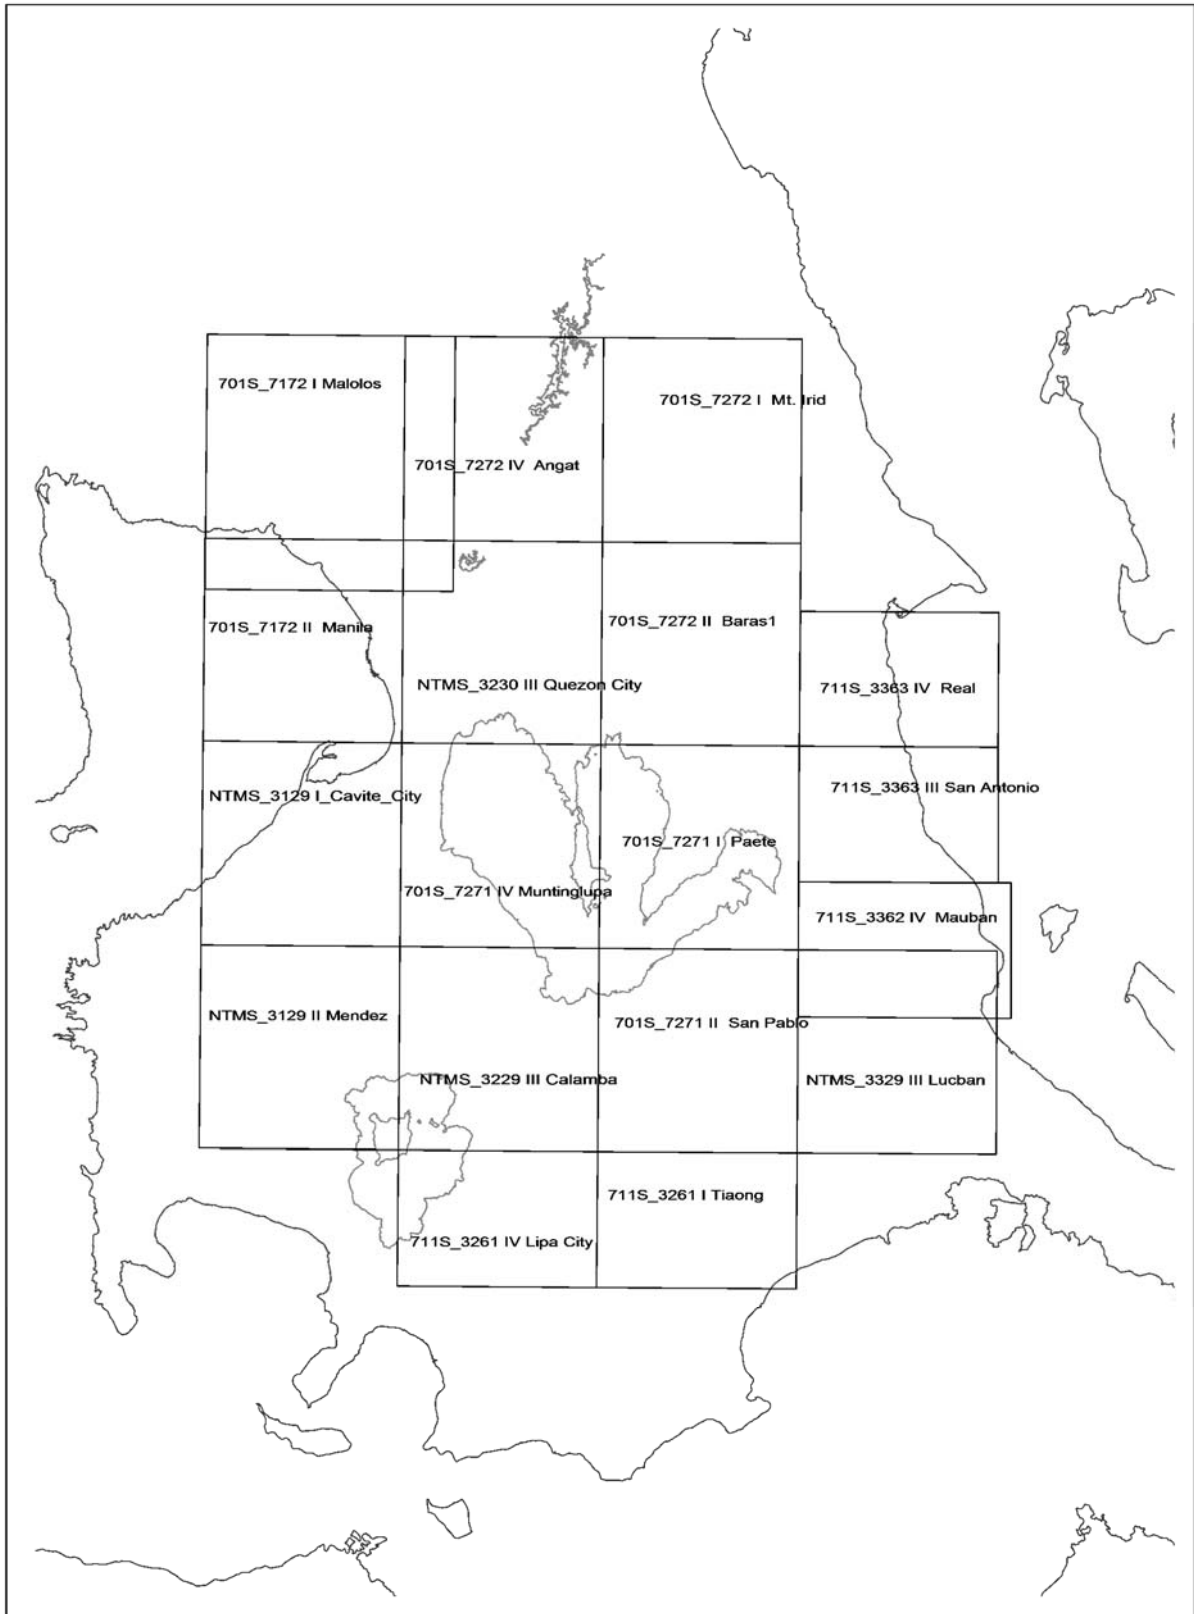 701S_7172 I Malolos
701S_7272 I Mt. Irid
701S_7272 IV Angat
701S_7172 II Manila
701S_7272 II Baras1
NTMS_3230 III Quezon City
711S_3363 IV Real
NTMS_3129 I_Cavite_City
711S_3363 III San Antonio
701S_7271 I Paete
701S_7271 IV Muntinglupa
711S_3362 IV Mauban
NTMS_3129 II Mendez
701S_7271 II San Pablo
NTMS_3229 III Calamba
NTMS_3329 III Lucban
711S_3261 I Tiaong
711S_3261 IV Lipa City